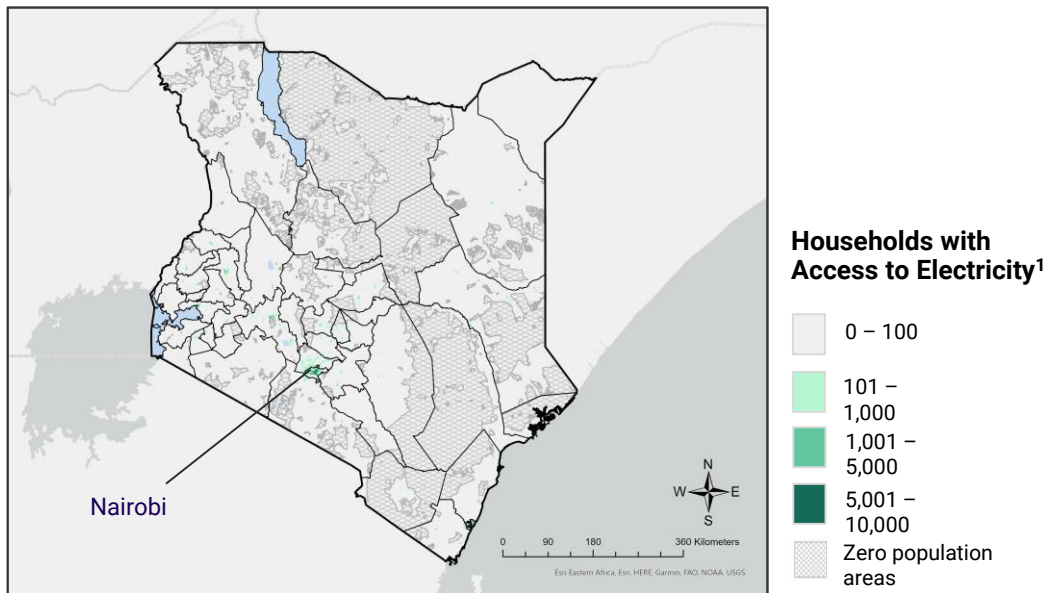 Nairobi
N
W
E
S
0 90 180 360 Kilometers
Esri Eastern Africa, Esri, HERE, Garmin, FAO, NOAA, USGS
Households with
Access to Electricity¹
0 – 100
101 –
1,000
1,001 –
5,000
5,001 –
10,000
Zero population
areas